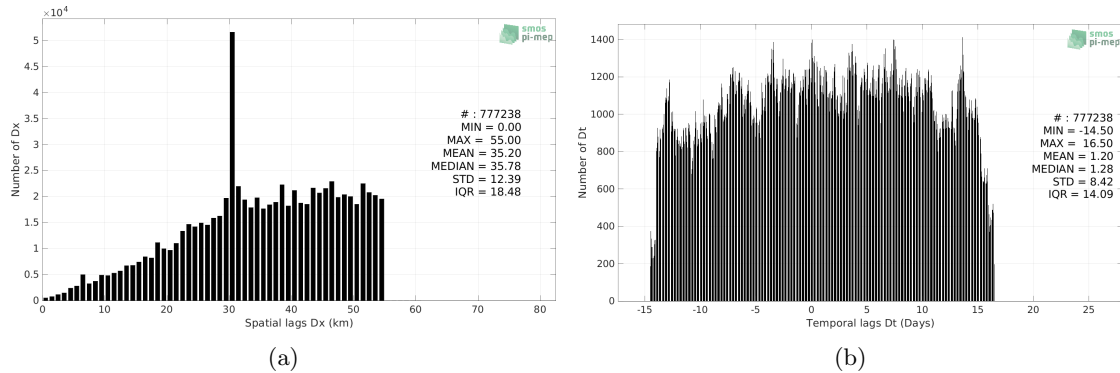 ×10⁴
5
4.5
4
3.5
3
2.5
2
1.5
1
0.5
0
Number of Dx
smos
pi-mep
# : 777238
MIN = 0.00
MAX = 55.00
MEAN = 35.20
MEDIAN = 35.78
STD = 12.39
IQR = 18.48
0 10 20 30 40 50 60 70 80
Spatial lags Dx (km)
(a)
1400
1200
1000
800
600
400
200
0
Number of Dt
smos
pi-mep
# : 777238
MIN = -14.50
MAX = 16.50
MEAN = 1.20
MEDIAN = 1.28
STD = 8.42
IQR = 14.09
-15 -10 -5 0 5 10 15 20 25
Temporal lags Dt (Days)
(b)